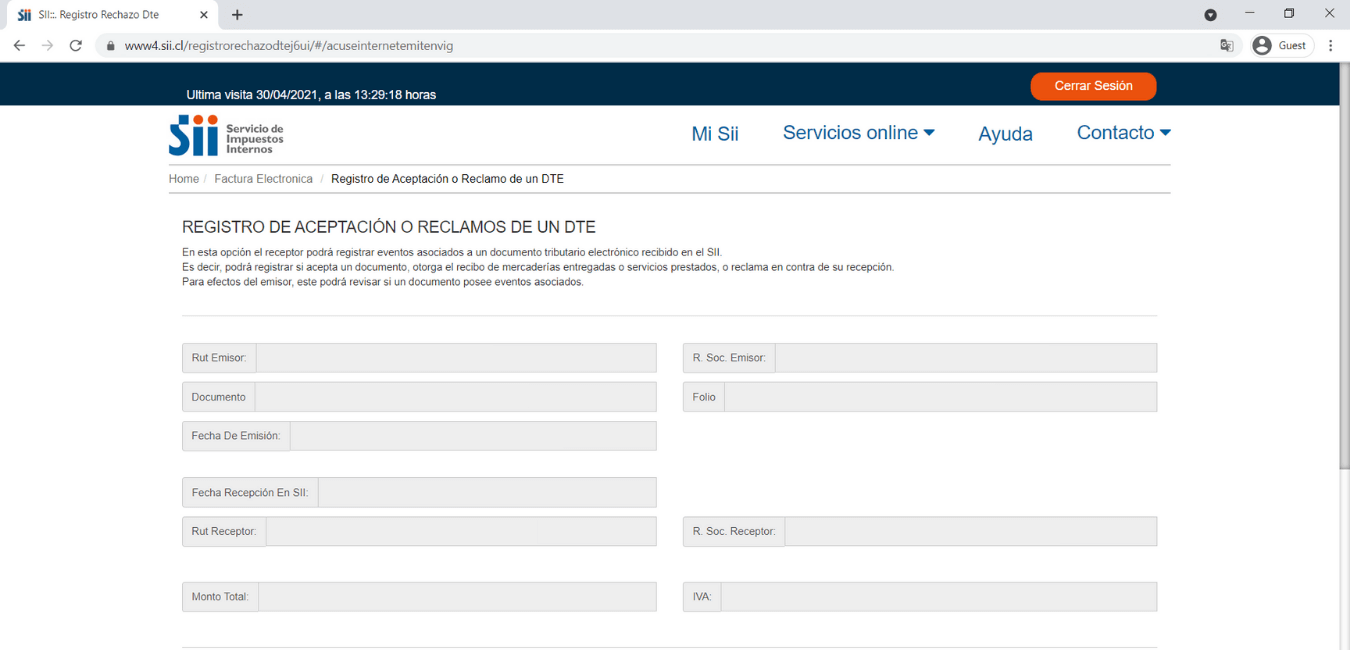 SII::. Registro Rechazo Dte
www4.sii.cl/registrorechazodtej6ui/#/acuseinternetemitenvig
Guest
Ultima visita 30/04/2021, a las 13:29:18 horas
Cerrar Sesión
Sii Servicio de Impuestos Internos
Mi Sii
Servicios online
Ayuda
Contacto
Home / Factura Electronica / Registro de Aceptación o Reclamo de un DTE
REGISTRO DE ACEPTACIÓN O RECLAMOS DE UN DTE
En esta opción el receptor podrá registrar eventos asociados a un documento tributario electrónico recibido en el SII.
Es decir, podrá registrar si acepta un documento, otorga el recibo de mercaderías entregadas o servicios prestados, o reclama en contra de su recepción.
Para efectos del emisor, este podrá revisar si un documento posee eventos asociados.
Rut Emisor:
R. Soc. Emisor:
Documento
Folio
Fecha De Emisión:
Fecha Recepción En SII:
Rut Receptor:
R. Soc. Receptor:
Monto Total:
IVA: